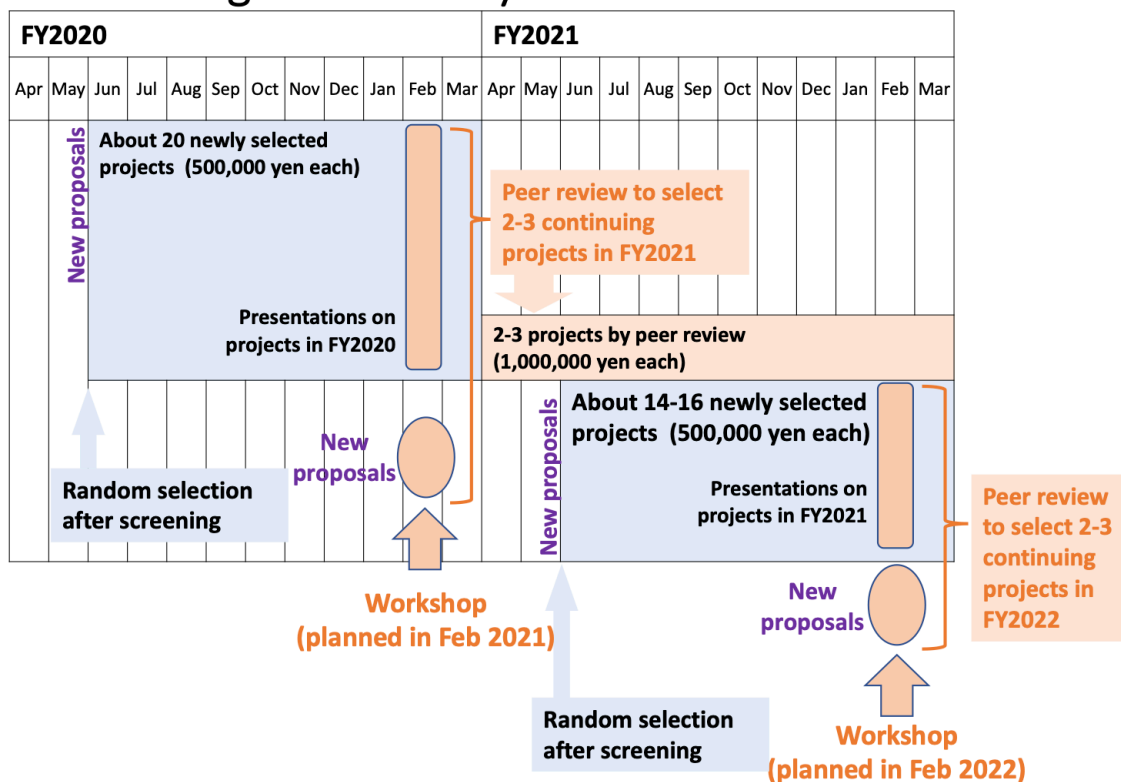 FY2020
FY2021
Apr May Jun Jul Aug Sep Oct Nov Dec Jan Feb Mar Apr May Jun Jul Aug Sep Oct Nov Dec Jan Feb Mar
New proposals
About 20 newly selected
projects (500,000 yen each)
Peer review to select
2-3 continuing
projects in FY2021
Presentations on
projects in FY2020
2-3 projects by peer review
(1,000,000 yen each)
New proposals
About 14-16 newly selected
projects (500,000 yen each)
New
proposals
Random selection
after screening
Presentations on
projects in FY2021
Peer review
to select 2-3
continuing
projects in
FY2022
Workshop
(planned in Feb 2021)
New
proposals
Random selection
after screening
Workshop
(planned in Feb 2022)